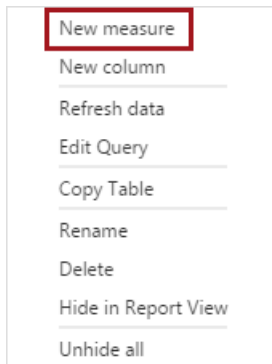 New measure
New column
Refresh data
Edit Query
Copy Table
Rename
Delete
Hide in Report View
Unhide all